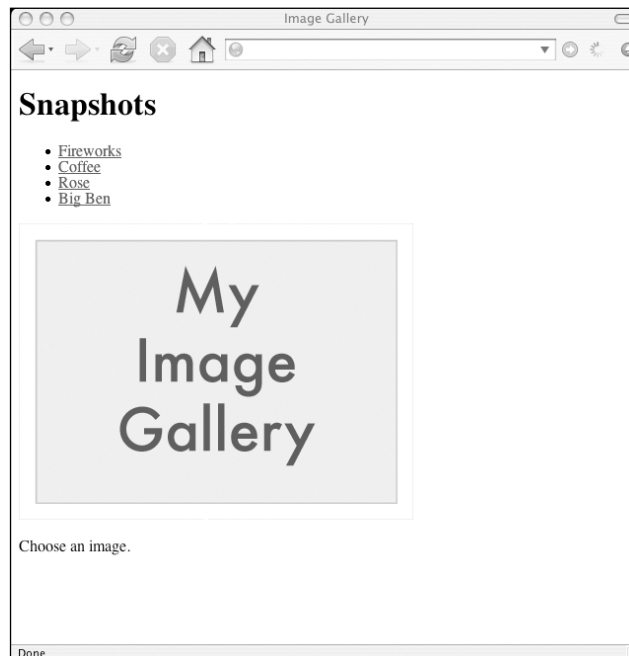 Image Gallery
Snapshots
Fireworks
Coffee
Rose
Big Ben
My
Image
Gallery
Choose an image.
Done